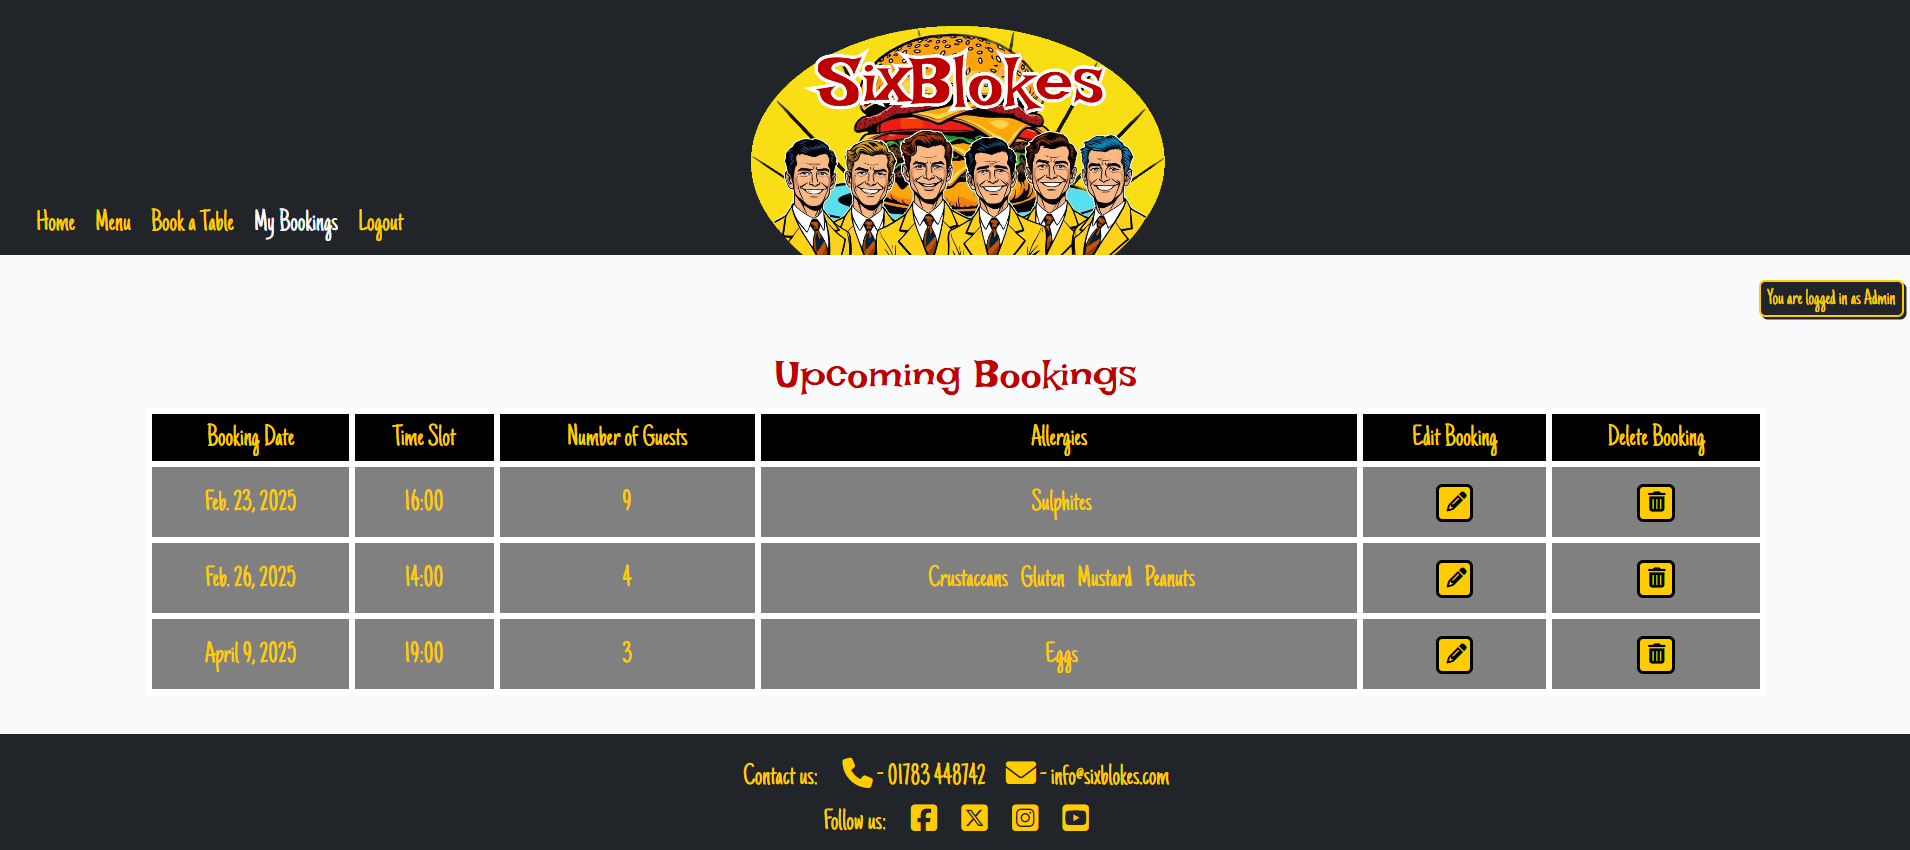 SixBlokes
Home Menu Book a Table My Bookings Logout
You are logged in as Admin
Upcoming Bookings
Booking Date Time Slot Number of Guests Allergies Edit Booking Delete Booking
Feb. 23, 2025 16:00 9 Sulphites
Feb. 26, 2025 14:00 4 Crustaceans Gluten Mustard Peanuts
April 9, 2025 19:00 3 Eggs
Contact us: - 01783 448742 - info@sixblokes.com
Follow us: